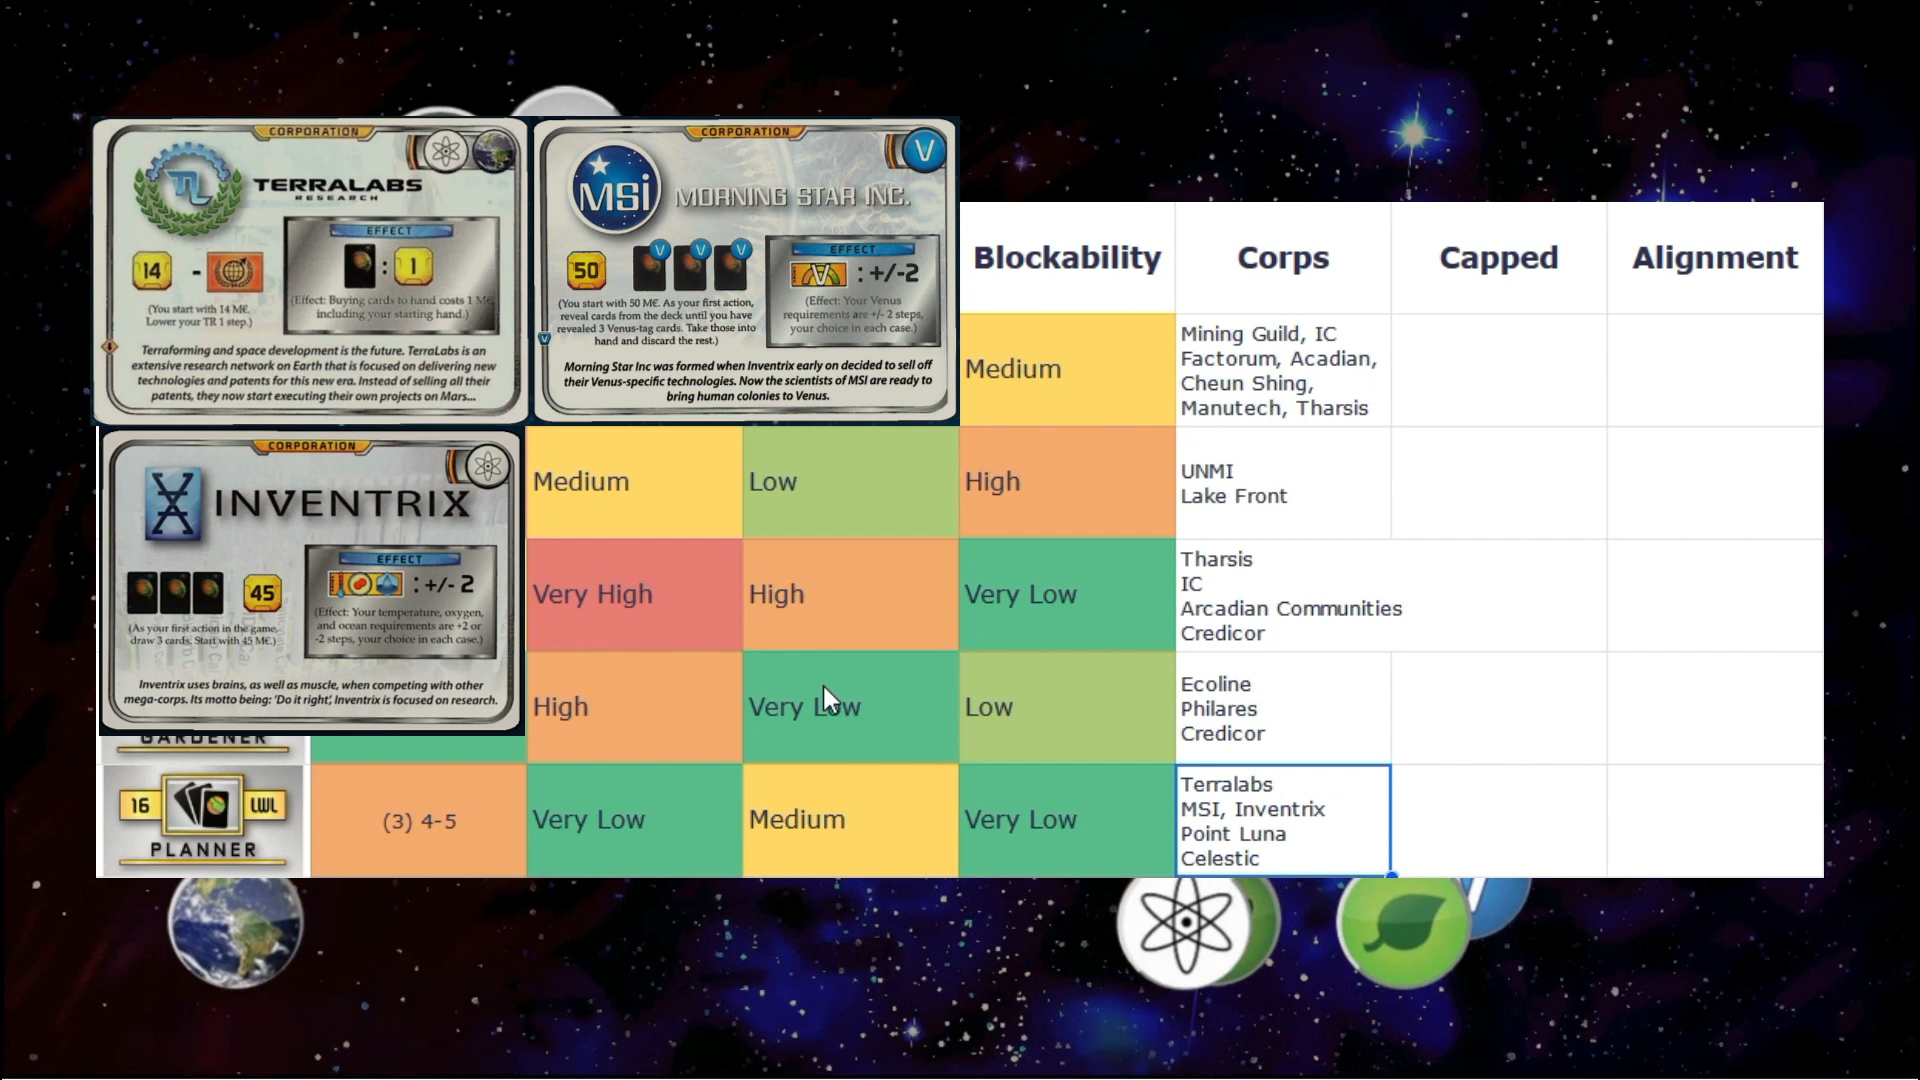 CORPORATION
TL
TERRALABS
RESEARCH
EFFECT
14 -
: 1
(You start with 14 M€.
Lower your TR 1 step.)
(Effect: Buying cards to hand costs 1 M€
including your starting hand.)
Terraforming and space development is the future. TerraLabs is an
extensive research network on Earth that is focused on delivering new
technologies and patents for this new era. Instead of selling all their
patents, they now start executing their own projects on Mars...
CORPORATION
V
MSi
MORNING STAR INC.
50
V V V
EFFECT
V : +/-2
(You start with 50 M€. As your first action,
reveal cards from the deck until you have
revealed 3 Venus-tag cards. Take those into
hand and discard the rest.)
(Effect: Your Venus
requirements are +/- 2 steps,
your choice in each case.)
V
Morning Star Inc was formed when Inventrix early on decided to sell off
their Venus-specific technologies. Now the scientists of MSI are ready to
bring human colonies to Venus.
Blockability Corps Capped Alignment
Medium
Mining Guild, IC
Factorum, Acadian,
Cheun Shing,
Manutech, Tharsis
CORPORATION
X
INVENTRIX
45
EFFECT
: +/- 2
(As your first action in the game,
draw 3 cards. Start with 45 M€.)
(Effect: Your temperature, oxygen,
and ocean requirements are +2 or
-2 steps, your choice in each case.)
Inventrix uses brains, as well as muscle, when competing with other
mega-corps. Its motto being: 'Do it right', Inventrix is focused on research.
Medium Low High
UNMI
Lake Front
Very High High Very Low
Tharsis
IC
Arcadian Communities
Credicor
GARDENER
High Very Low Low
Ecoline
Philares
Credicor
16 LWL
PLANNER
(3) 4-5 Very Low Medium Very Low
Terralabs
MSI, Inventrix
Point Luna
Celestic
V